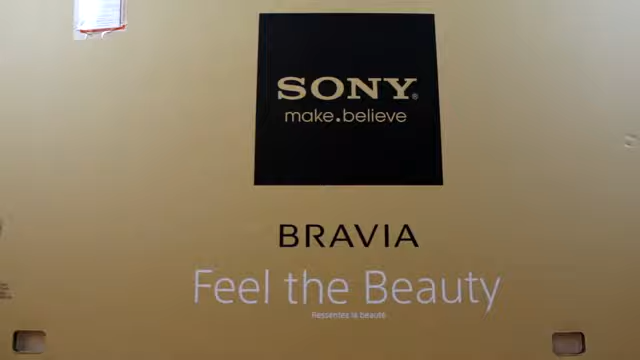 SONY®
make.believe
BRAVIA
Feel the Beauty
Ressentez la beauté